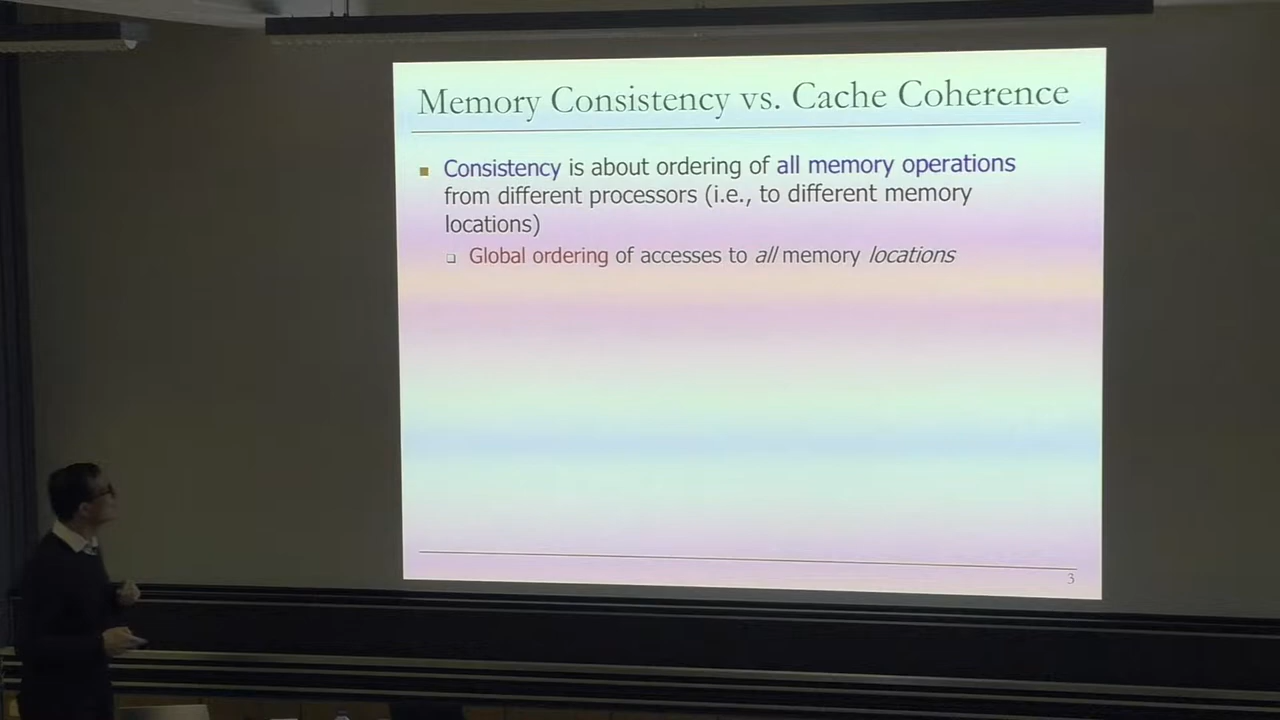 Memory Consistency vs. Cache Coherence
Consistency is about ordering of all memory operations
from different processors (i.e., to different memory
locations)
Global ordering of accesses to all memory locations
3